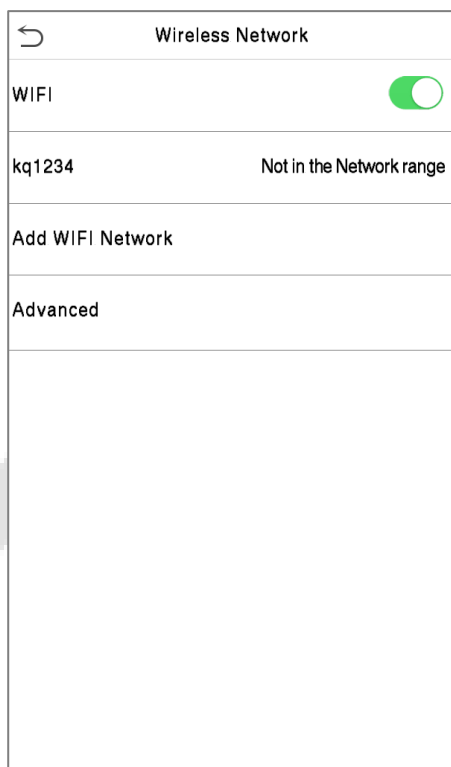 Wireless Network
WIFI
kq1234 Not in the Network range
Add WIFI Network
Advanced